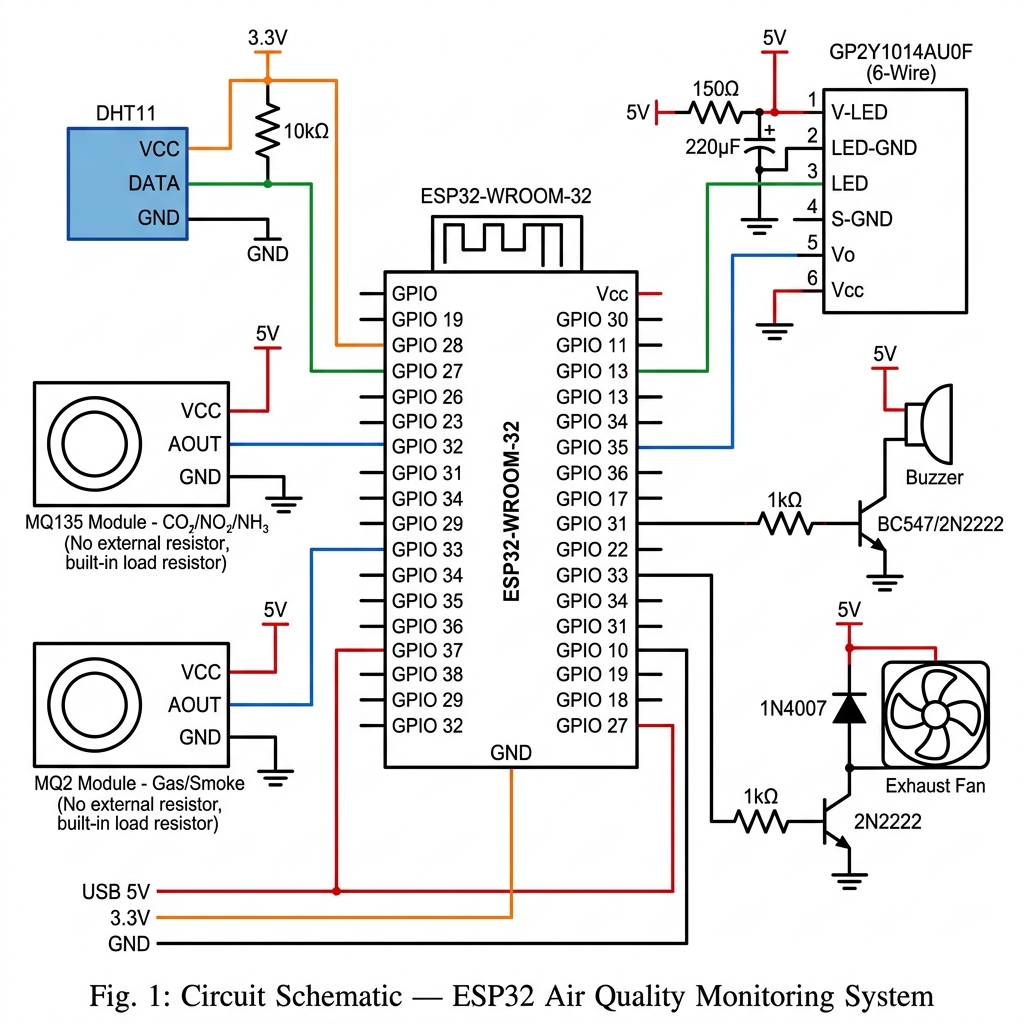 3.3V
DHT11
VCC
DATA
GND
10kΩ
GND
5V
GP2Y1014AU0F
(6-Wire)
5V
150Ω
220µF
+
1
V-LED
2
LED-GND
3
LED
4
S-GND
5
Vo
6
Vcc
ESP32-WROOM-32
ESP32-WROOM-32
GPIO
GPIO 19
GPIO 28
GPIO 27
GPIO 26
GPIO 23
GPIO 32
GPIO 31
GPIO 34
GPIO 29
GPIO 33
GPIO 34
GPIO 35
GPIO 36
GPIO 37
GPIO 38
GPIO 29
GPIO 32
Vcc
GPIO 30
GPIO 11
GPIO 13
GPIO 13
GPIO 34
GPIO 35
GPIO 36
GPIO 17
GPIO 31
GPIO 22
GPIO 33
GPIO 34
GPIO 31
GPIO 10
GPIO 19
GPIO 18
GPIO 27
GND
5V
VCC
AOUT
GND
MQ135 Module - CO₂/NO₂/NH₃
(No external resistor,
built-in load resistor)
5V
VCC
AOUT
GND
MQ2 Module - Gas/Smoke
(No external resistor,
built-in load resistor)
5V
Buzzer
1kΩ
BC547/2N2222
5V
1N4007
Exhaust Fan
1kΩ
2N2222
USB 5V
3.3V
GND
Fig. 1: Circuit Schematic — ESP32 Air Quality Monitoring System